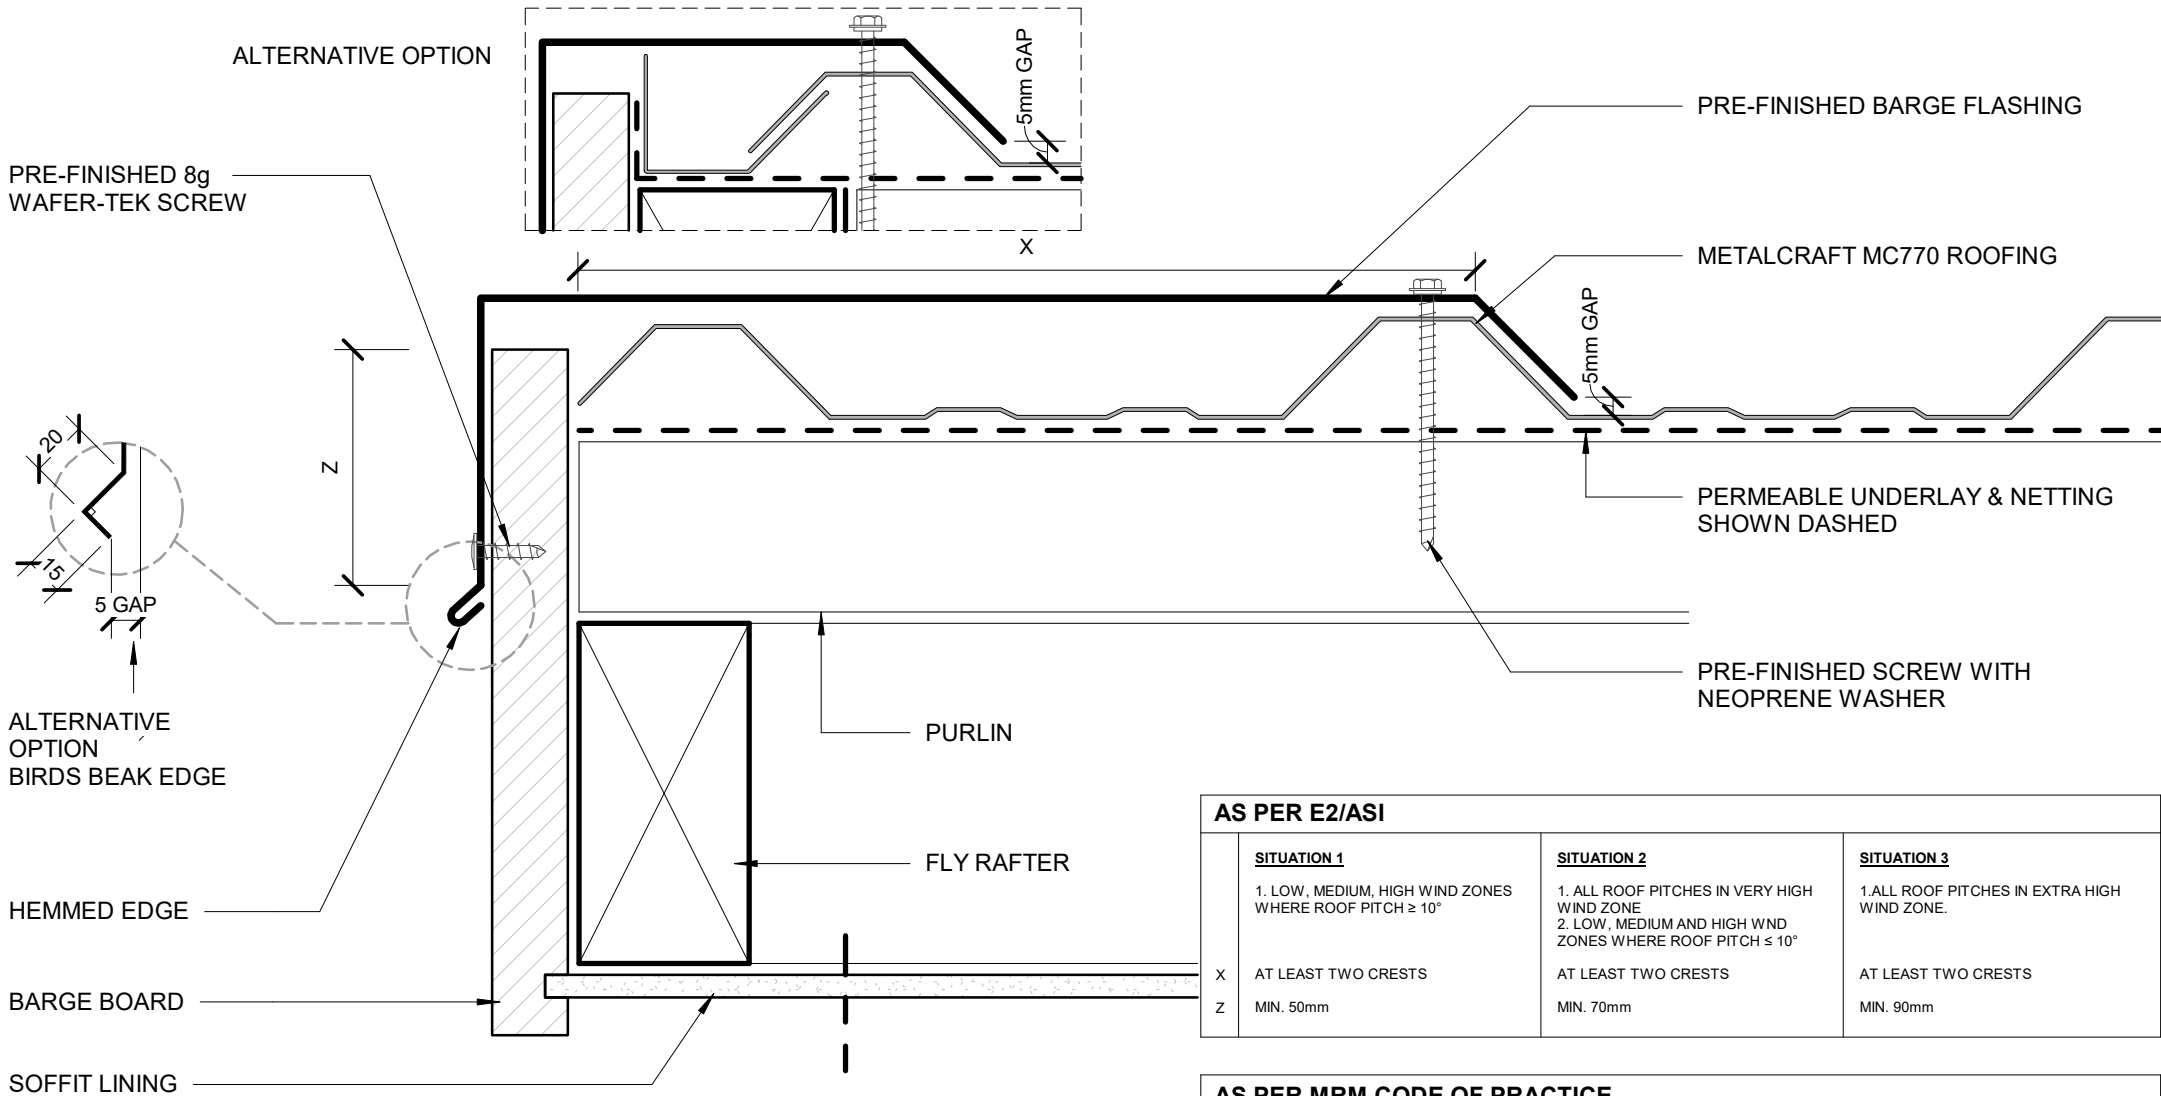 ALTERNATIVE OPTION
5mm GAP
PRE-FINISHED BARGE FLASHING
PRE-FINISHED 8g
WAFER-TEK SCREW
X
METALCRAFT MC770 ROOFING
5mm GAP
Z
20
15
5 GAP
PERMEABLE UNDERLAY & NETTING
SHOWN DASHED
PRE-FINISHED SCREW WITH
NEOPRENE WASHER
ALTERNATIVE
OPTION
BIRDS BEAK EDGE
PURLIN
FLY RAFTER
HEMMED EDGE
BARGE BOARD
SOFFIT LINING
AS PER E2/ASI
SITUATION 1
1. LOW, MEDIUM, HIGH WIND ZONES
WHERE ROOF PITCH ≥ 10°
SITUATION 2
1. ALL ROOF PITCHES IN VERY HIGH
WIND ZONE
2. LOW, MEDIUM AND HIGH WND
ZONES WHERE ROOF PITCH ≤ 10°
SITUATION 3
1.ALL ROOF PITCHES IN EXTRA HIGH
WIND ZONE.
X AT LEAST TWO CRESTS AT LEAST TWO CRESTS AT LEAST TWO CRESTS
Z MIN. 50mm MIN. 70mm MIN. 90mm
AS PER MRM CODE OF PRACTICE